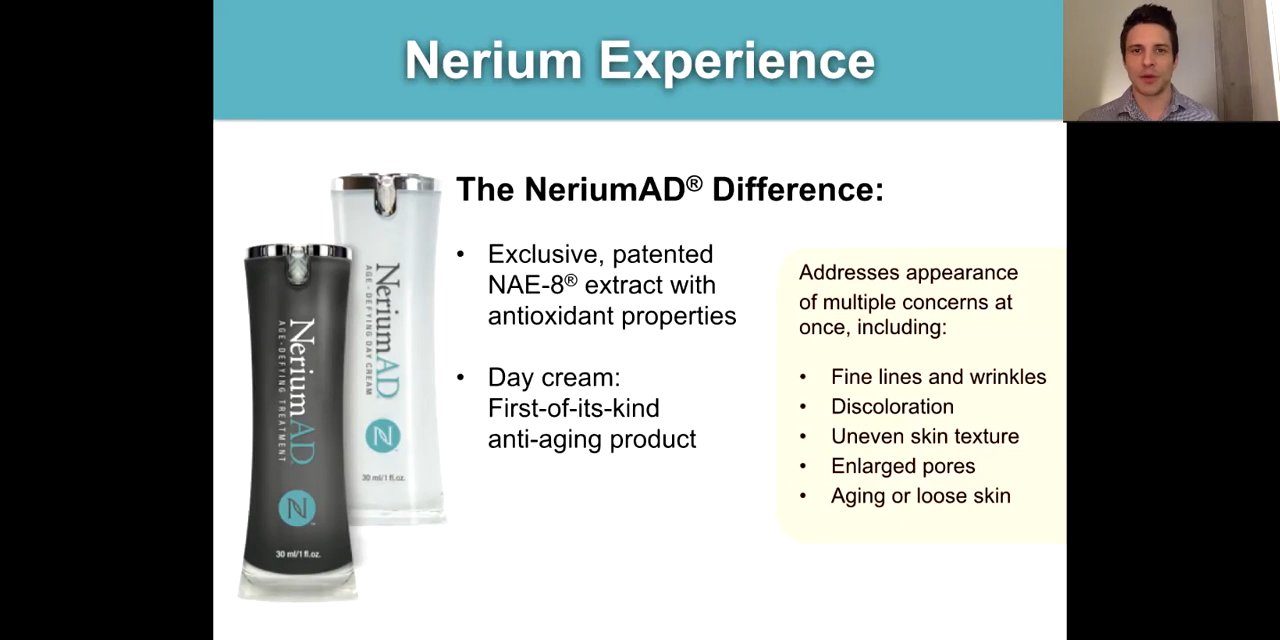 Nerium Experience
The NeriumAD® Difference:
• Exclusive, patented
NAE-8® extract with
antioxidant properties
• Day cream:
First-of-its-kind
anti-aging product
Addresses appearance
of multiple concerns at
once, including:
• Fine lines and wrinkles
• Discoloration
• Uneven skin texture
• Enlarged pores
• Aging or loose skin
NeriumAD
AGE-DEFYING TREATMENT
N
30 ml/1 fl.oz.
NeriumAD
AGE-DEFYING DAY CREAM
N
30 ml/1 fl.oz.